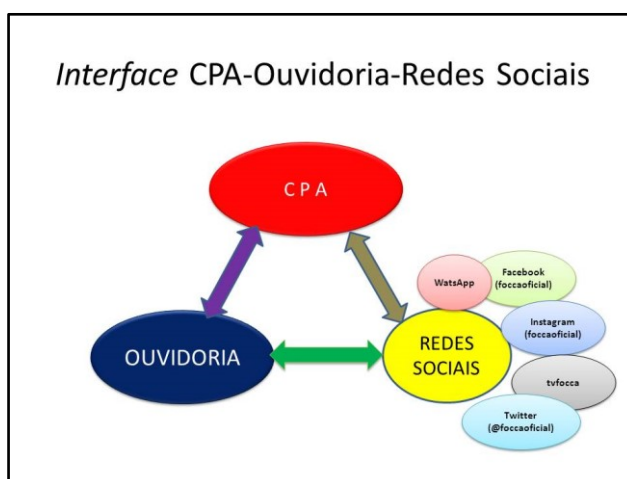 Interface CPA-Ouvidoria-Redes Sociais
C P A
WatsApp
Facebook
(foccaoficial)
Instagram
(foccaoficial)
OUVIDORIA
REDES
SOCIAIS
tvfocca
Twitter
(@foccaoficial)